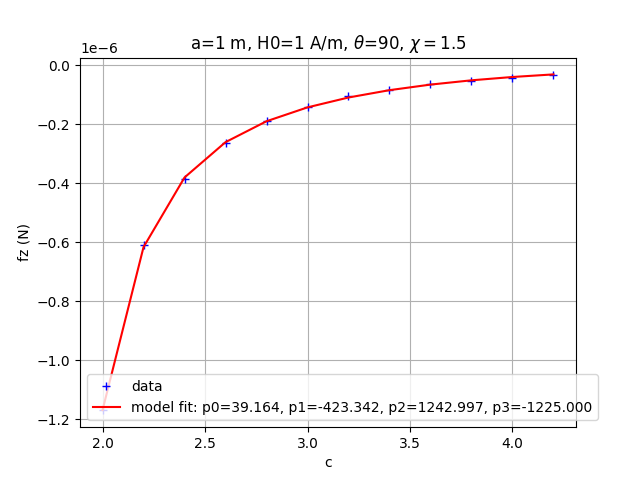 a=1 m, H0=1 A/m, θ=90, χ = 1.5
1e−6
0.0
−0.2
−0.4
−0.6
−0.8
−1.0
−1.2
fz (N)
data
model fit: p0=39.164, p1=-423.342, p2=1242.997, p3=-1225.000
2.0 2.5 3.0 3.5 4.0
c